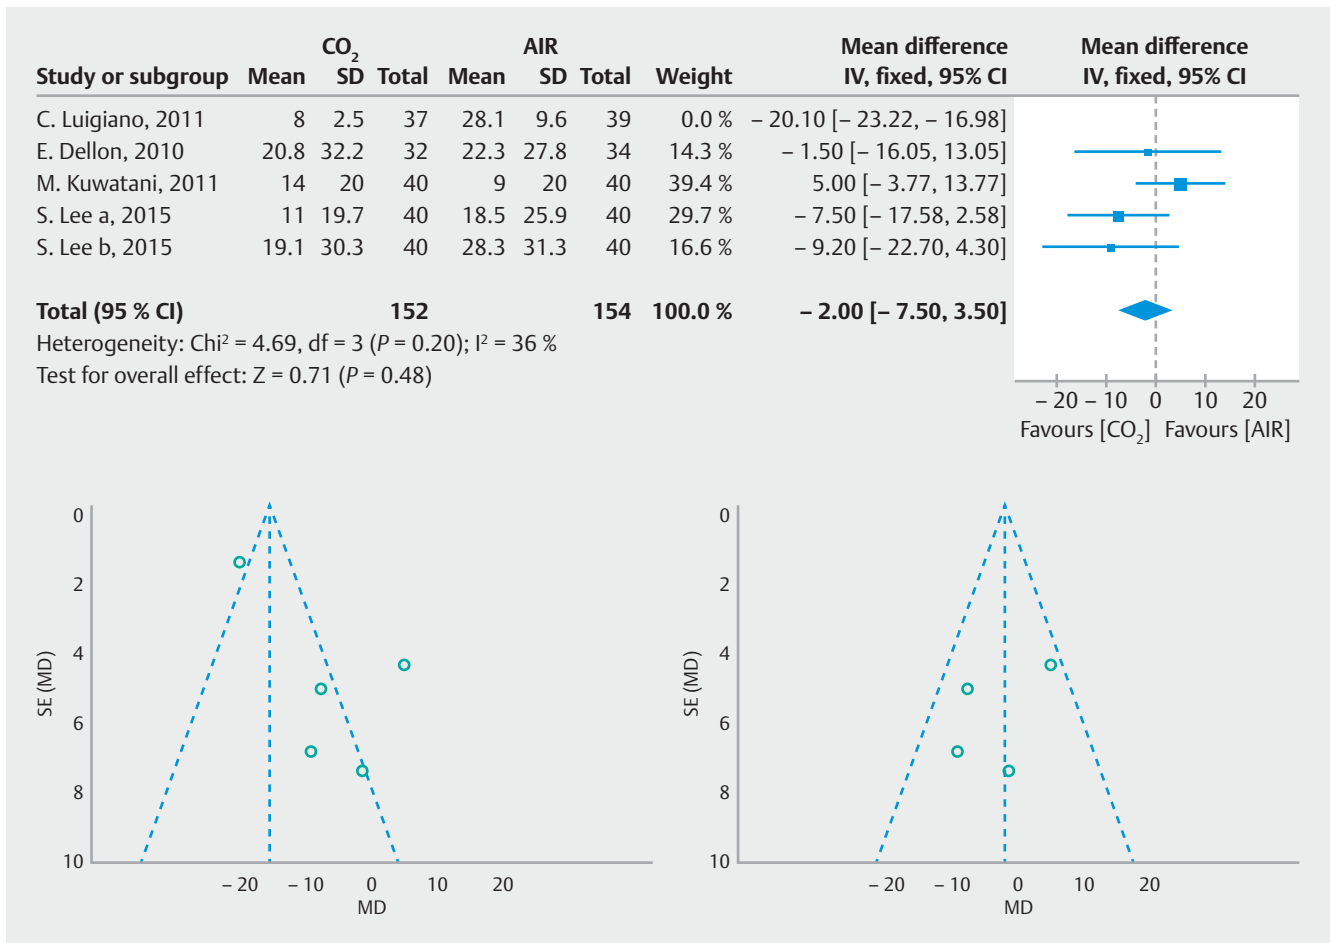 CO2 AIR Mean difference Mean difference
Study or subgroup Mean SD Total Mean SD Total Weight IV, fixed, 95% CI IV, fixed, 95% CI
C. Luigiano, 2011 8 2.5 37 28.1 9.6 39 0.0 % – 20.10 [– 23.22, – 16.98]
E. Dellon, 2010 20.8 32.2 32 22.3 27.8 34 14.3 % – 1.50 [– 16.05, 13.05]
M. Kuwatani, 2011 14 20 40 9 20 40 39.4 % 5.00 [– 3.77, 13.77]
S. Lee a, 2015 11 19.7 40 18.5 25.9 40 29.7 % – 7.50 [– 17.58, 2.58]
S. Lee b, 2015 19.1 30.3 40 28.3 31.3 40 16.6 % – 9.20 [– 22.70, 4.30]
Total (95 % CI) 152 154 100.0 % – 2.00 [– 7.50, 3.50]
Heterogeneity: Chi² = 4.69, df = 3 (P = 0.20); I² = 36 %
Test for overall effect: Z = 0.71 (P = 0.48)
– 20 – 10 0 10 20
Favours [CO2] Favours [AIR]
0
2
4
6
8
10
SE (MD)
– 20 – 10 0 10 20
MD
0
2
4
6
8
10
SE (MD)
– 20 – 10 0 10 20
MD